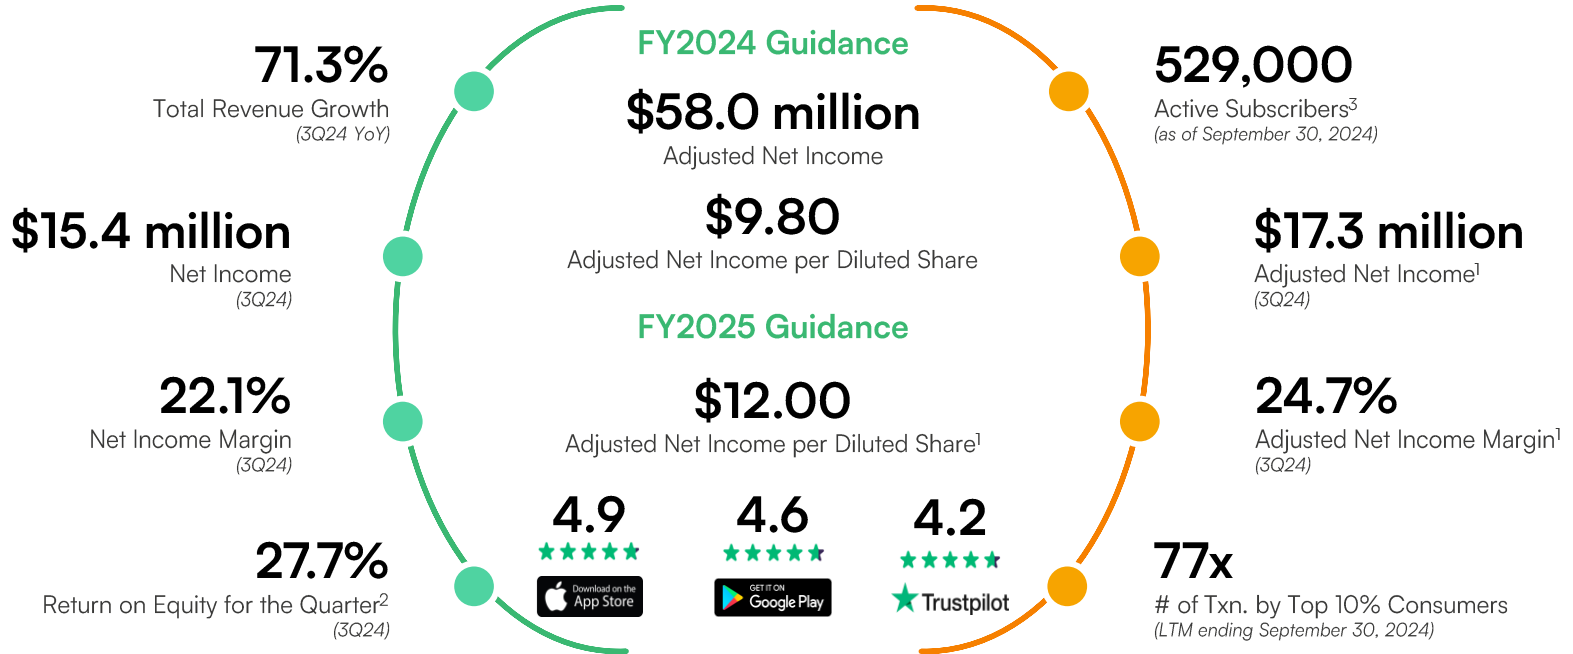 71.3%
Total Revenue Growth
(3Q24 YoY)
$15.4 million
Net Income
(3Q24)
22.1%
Net Income Margin
(3Q24)
27.7%
Return on Equity for the Quarter²
(3Q24)
FY2024 Guidance
$58.0 million
Adjusted Net Income
$9.80
Adjusted Net Income per Diluted Share
FY2025 Guidance
$12.00
Adjusted Net Income per Diluted Share¹
4.9
Download on the
App Store
4.6
GET IT ON
Google Play
4.2
Trustpilot
529,000
Active Subscribers³
(as of September 30, 2024)
$17.3 million
Adjusted Net Income¹
(3Q24)
24.7%
Adjusted Net Income Margin¹
(3Q24)
77x
# of Txn. by Top 10% Consumers
(LTM ending September 30, 2024)